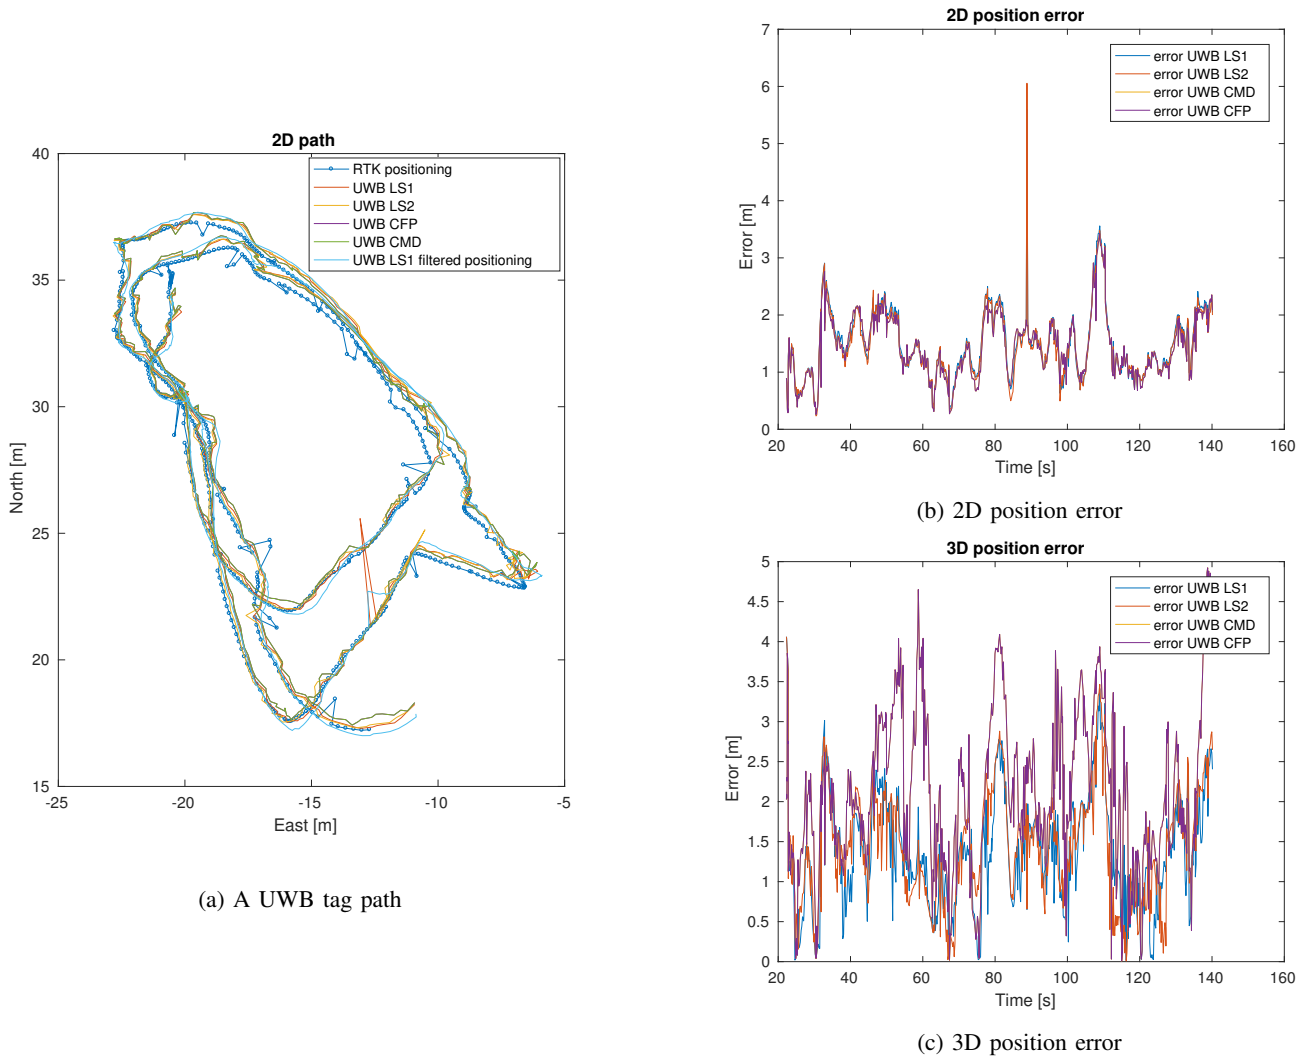 2D path
40
35
30
25
20
15
North [m]
-25 -20 -15 -10 -5
East [m]
RTK positioning
UWB LS1
UWB LS2
UWB CFP
UWB CMD
UWB LS1 filtered positioning
(a) A UWB tag path
2D position error
7
6
5
4
3
2
1
0
Error [m]
20 40 60 80 100 120 140 160
Time [s]
error UWB LS1
error UWB LS2
error UWB CMD
error UWB CFP
(b) 2D position error
3D position error
5
4.5
4
3.5
3
2.5
2
1.5
1
0.5
0
Error [m]
20 40 60 80 100 120 140 160
Time [s]
error UWB LS1
error UWB LS2
error UWB CMD
error UWB CFP
(c) 3D position error